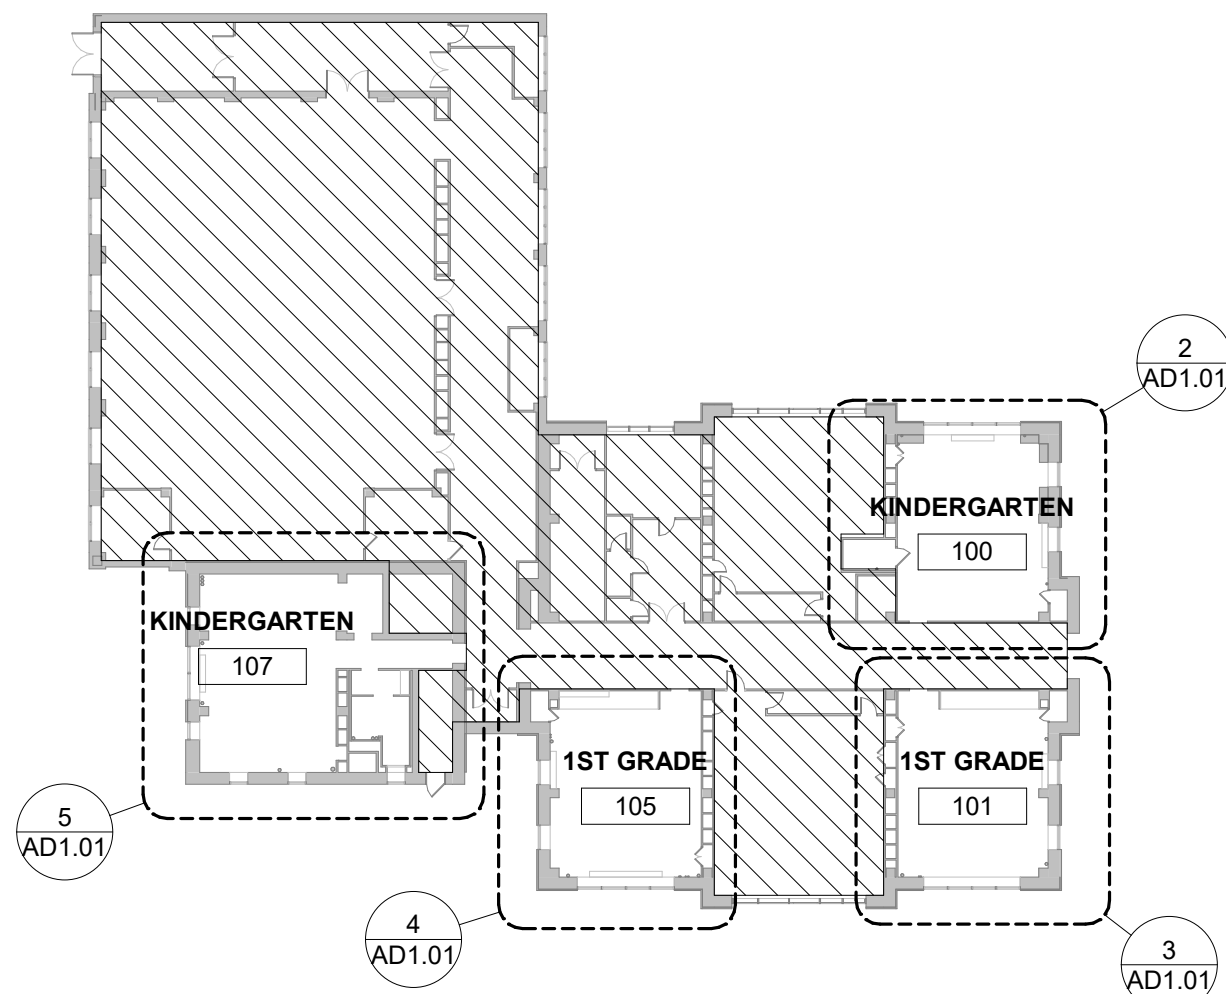 2
AD1.01
KINDERGARTEN
100
KINDERGARTEN
107
1ST GRADE
105
1ST GRADE
101
5
AD1.01
4
AD1.01
3
AD1.01